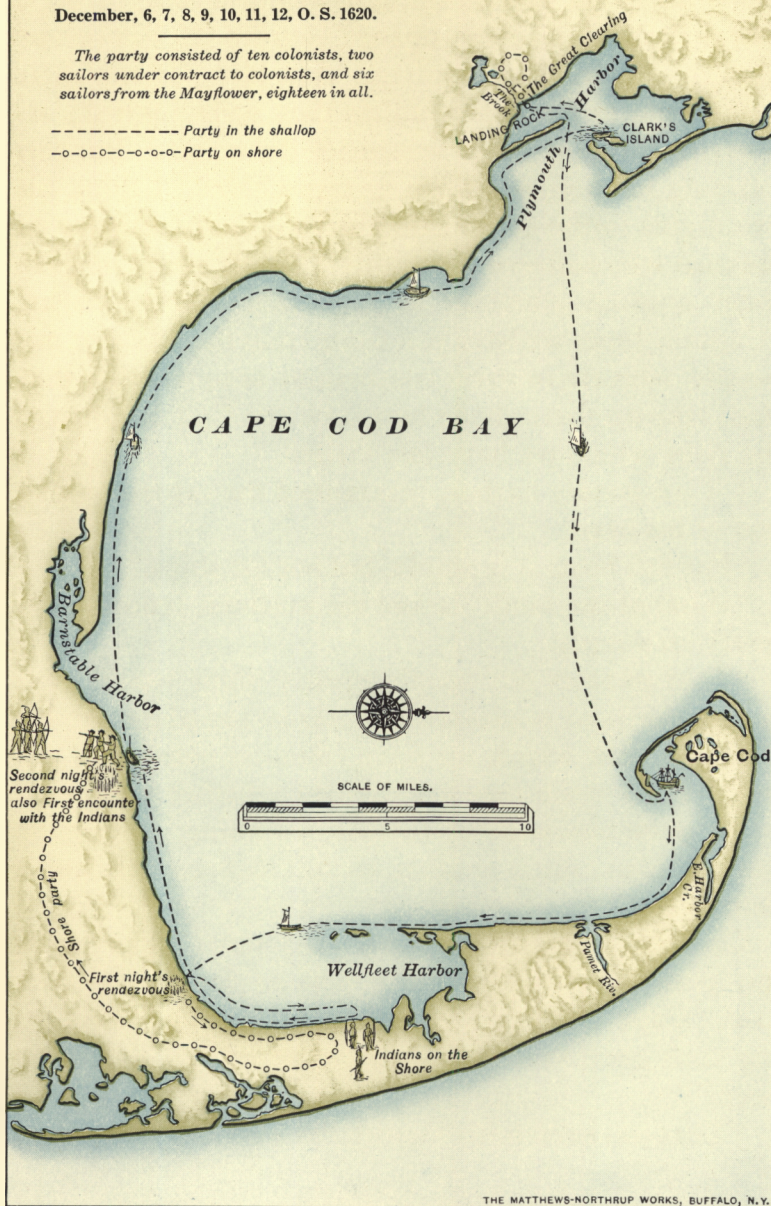 December, 6, 7, 8, 9, 10, 11, 12, O. S. 1620.
The party consisted of ten colonists, two
sailors under contract to colonists, and six
sailors from the Mayflower, eighteen in all.
Party in the shallop
Party on shore
The Great Clearing
The
Brook
Harbor
LANDING ROCK
CLARK'S
ISLAND
Plymouth
CAPE COD BAY
Barnstable Harbor
Second night's
rendezvous
also First encounte
with the Indians
SCALE OF MILES.
0 5 10
Cape Cod
E. Harbor
Cr.
Shore party
First night's
rendezvous
Wellfleet Harbor
Pamet Riv.
Indians on the
Shore
THE MATTHEWS-NORTHRUP WORKS, BUFFALO, N.Y.